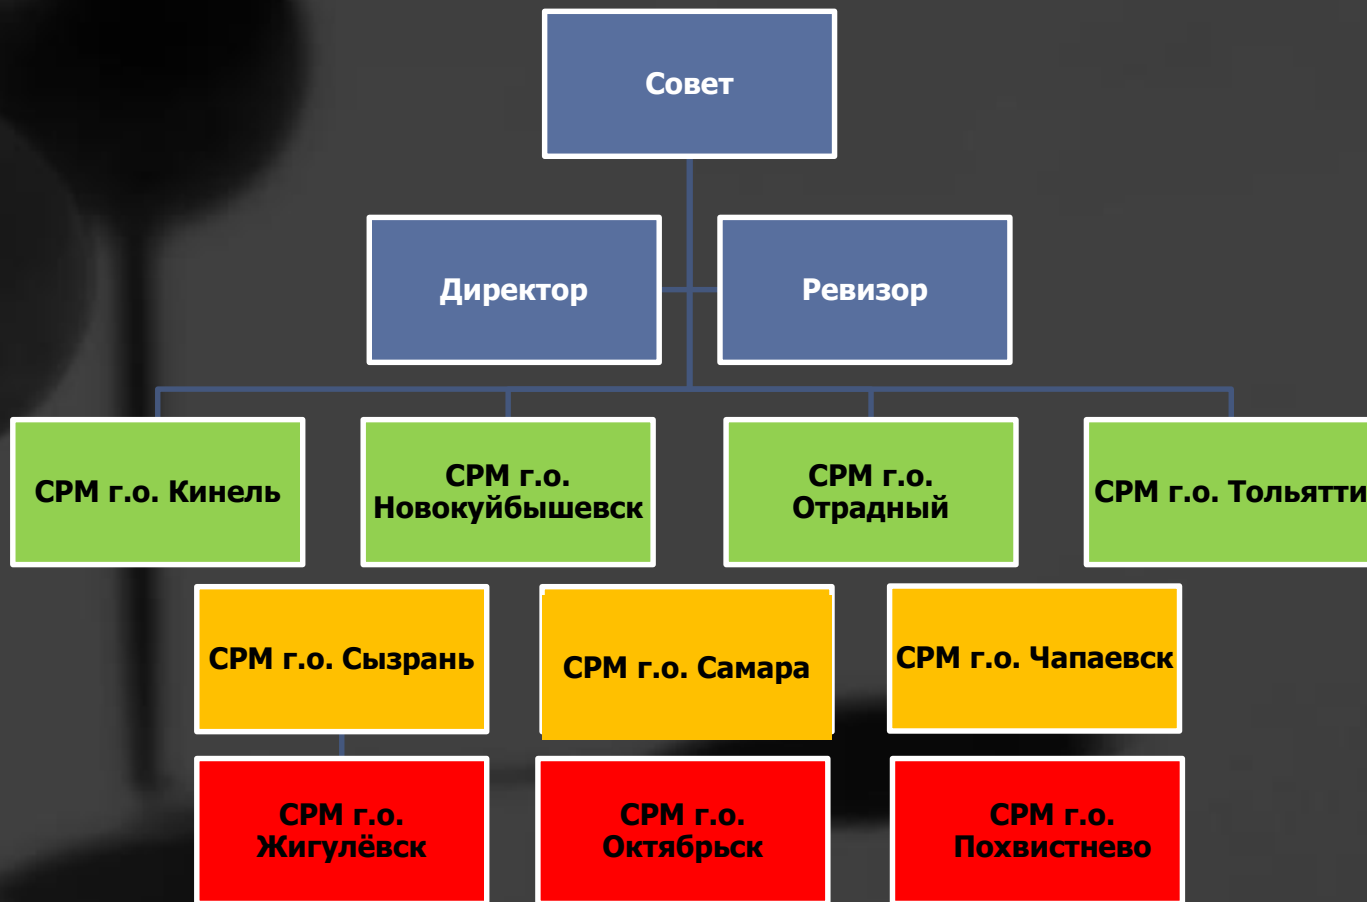 Совет
Директор
Ревизор
СРМ г.о. Кинель
СРМ г.о.
Новокуйбышевск
СРМ г.о.
Отрадный
СРМ г.о. Тольятти
СРМ г.о. Сызрань
СРМ г.о. Самара
СРМ г.о. Чапаевск
СРМ г.о.
Жигулёвск
СРМ г.о.
Октябрьск
СРМ г.о.
Похвистнево